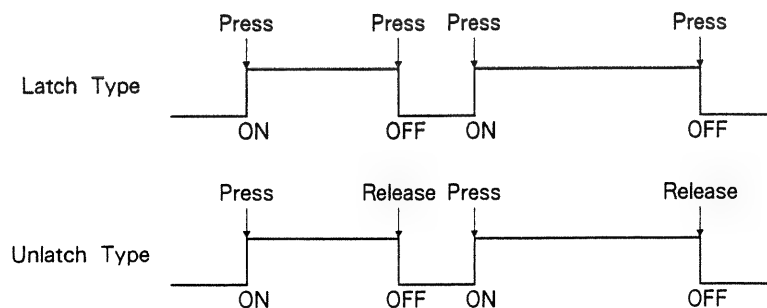 Press Press Press Press
Latch Type
ON OFF ON OFF
Press Release Press Release
Unlatch Type
ON OFF ON OFF